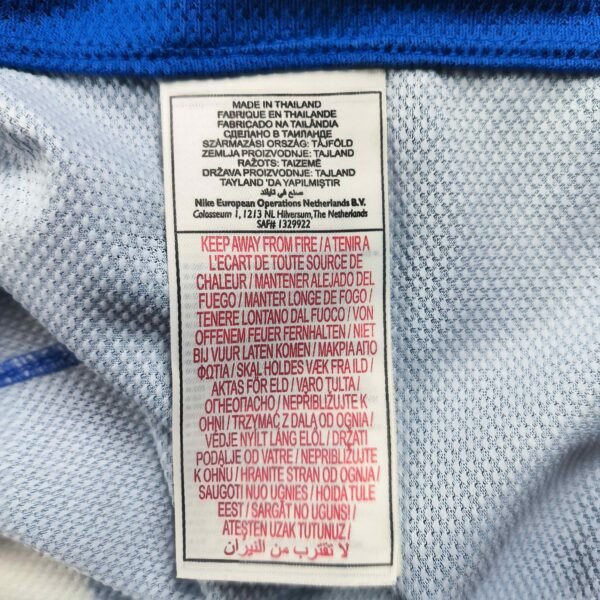 MADE IN THAILAND
FABRIQUE EN THAILANDE
FABRICADO NA TAILÂNDIA
СДЕЛАНО В ТАИЛАНДЕ
SZÁRMAZÁSI ORSZÁG: TÁJFÖLD
ZEMLJA PROIZVODNJE: TAJLAND
RAŽOTS: TAIZEMĒ
DRŽAVA PROIZVODNJE: TAJLAND
TAYLAND 'DA YAPILMIŞTIR
صنع في تايلاند
Nike European Operations Netherlands B.V.
Colosseum 1, 1213 NL Hilversum, The Netherlands
SAF# 1329922
KEEP AWAY FROM FIRE / A TENIR A
L'ECART DE TOUTE SOURCE DE
CHALEUR / MANTENER ALEJADO DEL
FUEGO / MANTER LONGE DE FOGO /
TENERE LONTANO DAL FUOCO / VON
OFFENEM FEUER FERNHALTEN / NIET
BIJ VUUR LATEN KOMEN / ΜΑΚΡΙΑ ΑΠΟ
ΦΩΤΙΑ / SKAL HOLDES VÆK FRA ILD /
AKTAS FÖR ELD / VARO TULTA /
ОГНЕОПАСНО / NEPŘIBLIŽUJTE K
OHNI / TRZYMAĆ Z DALA OD OGNIA /
VÉDJE NYÍLT LÁNG ELŐL / DRŽATI
PODALJE OD VATRE / NEPRIBLIŽUJTE
K OHŇU / HRANITE STRAN OD OGNJA /
SAUGOTI NUO UGNIES / HOIDA TULE
EEST / SARGĀT NO UGUNS /
ATEŞTEN UZAK TUTUNUZ /
لا تقترب من النيران